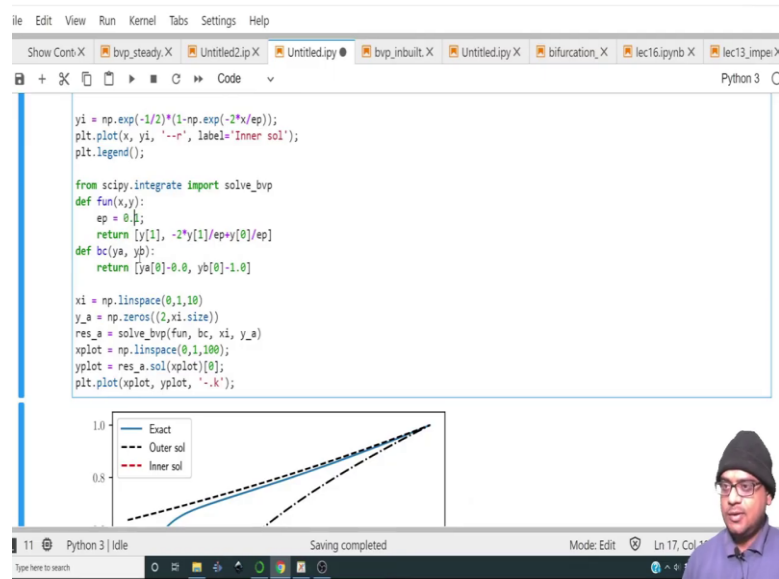 ile Edit View Run Kernel Tabs Settings Help
Show Cont bvp_steady. Untitled2.ip Untitled.ipy bvp_inbuilt. Untitled.ipy bifurcation_ lec16.ipynb lec13_impe
Code Python 3
yi = np.exp(-1/2)*(1-np.exp(-2*x/ep));
plt.plot(x, yi, '--r', label='Inner sol');
plt.legend();
from scipy.integrate import solve_bvp
def fun(x,y):
ep = 0.1;
return [y[1], -2*y[1]/ep+y[0]/ep]
def bc(ya, yb):
return [ya[0]-0.0, yb[0]-1.0]
xi = np.linspace(0,1,10)
y_a = np.zeros((2,xi.size))
res_a = solve_bvp(fun, bc, xi, y_a)
xplot = np.linspace(0,1,100);
yplot = res_a.sol(xplot)[0];
plt.plot(xplot, yplot, '-.k');
1.0
Exact
Outer sol
Inner sol
0.8
11 Python 3 | Idle Saving completed Mode: Edit Ln 17, Col
Type here to search